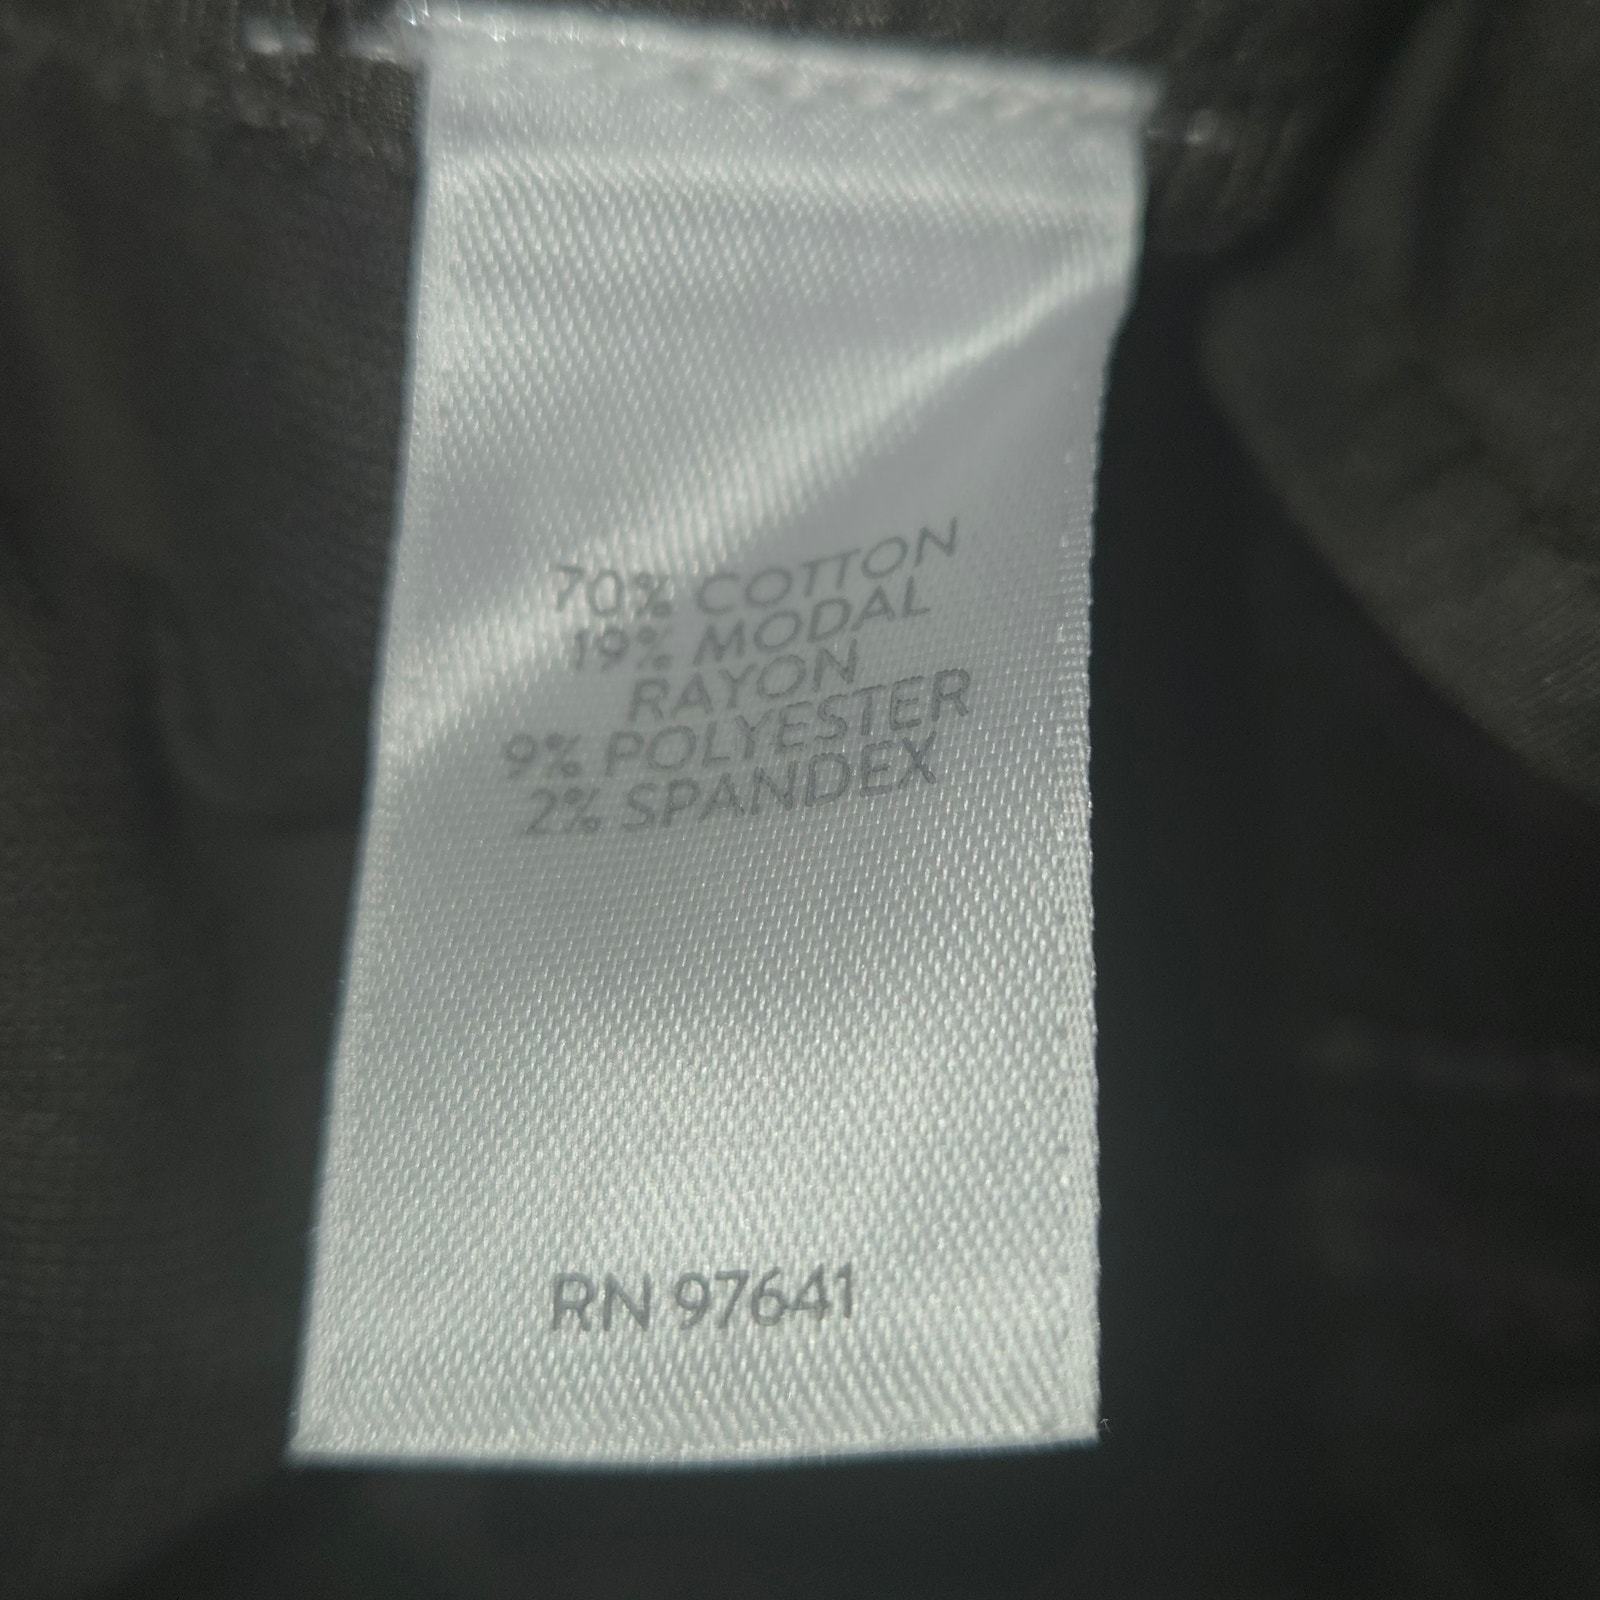 70% COTTON
19% MODAL
RAYON
9% POLYESTER
2% SPANDEX
RN 97641